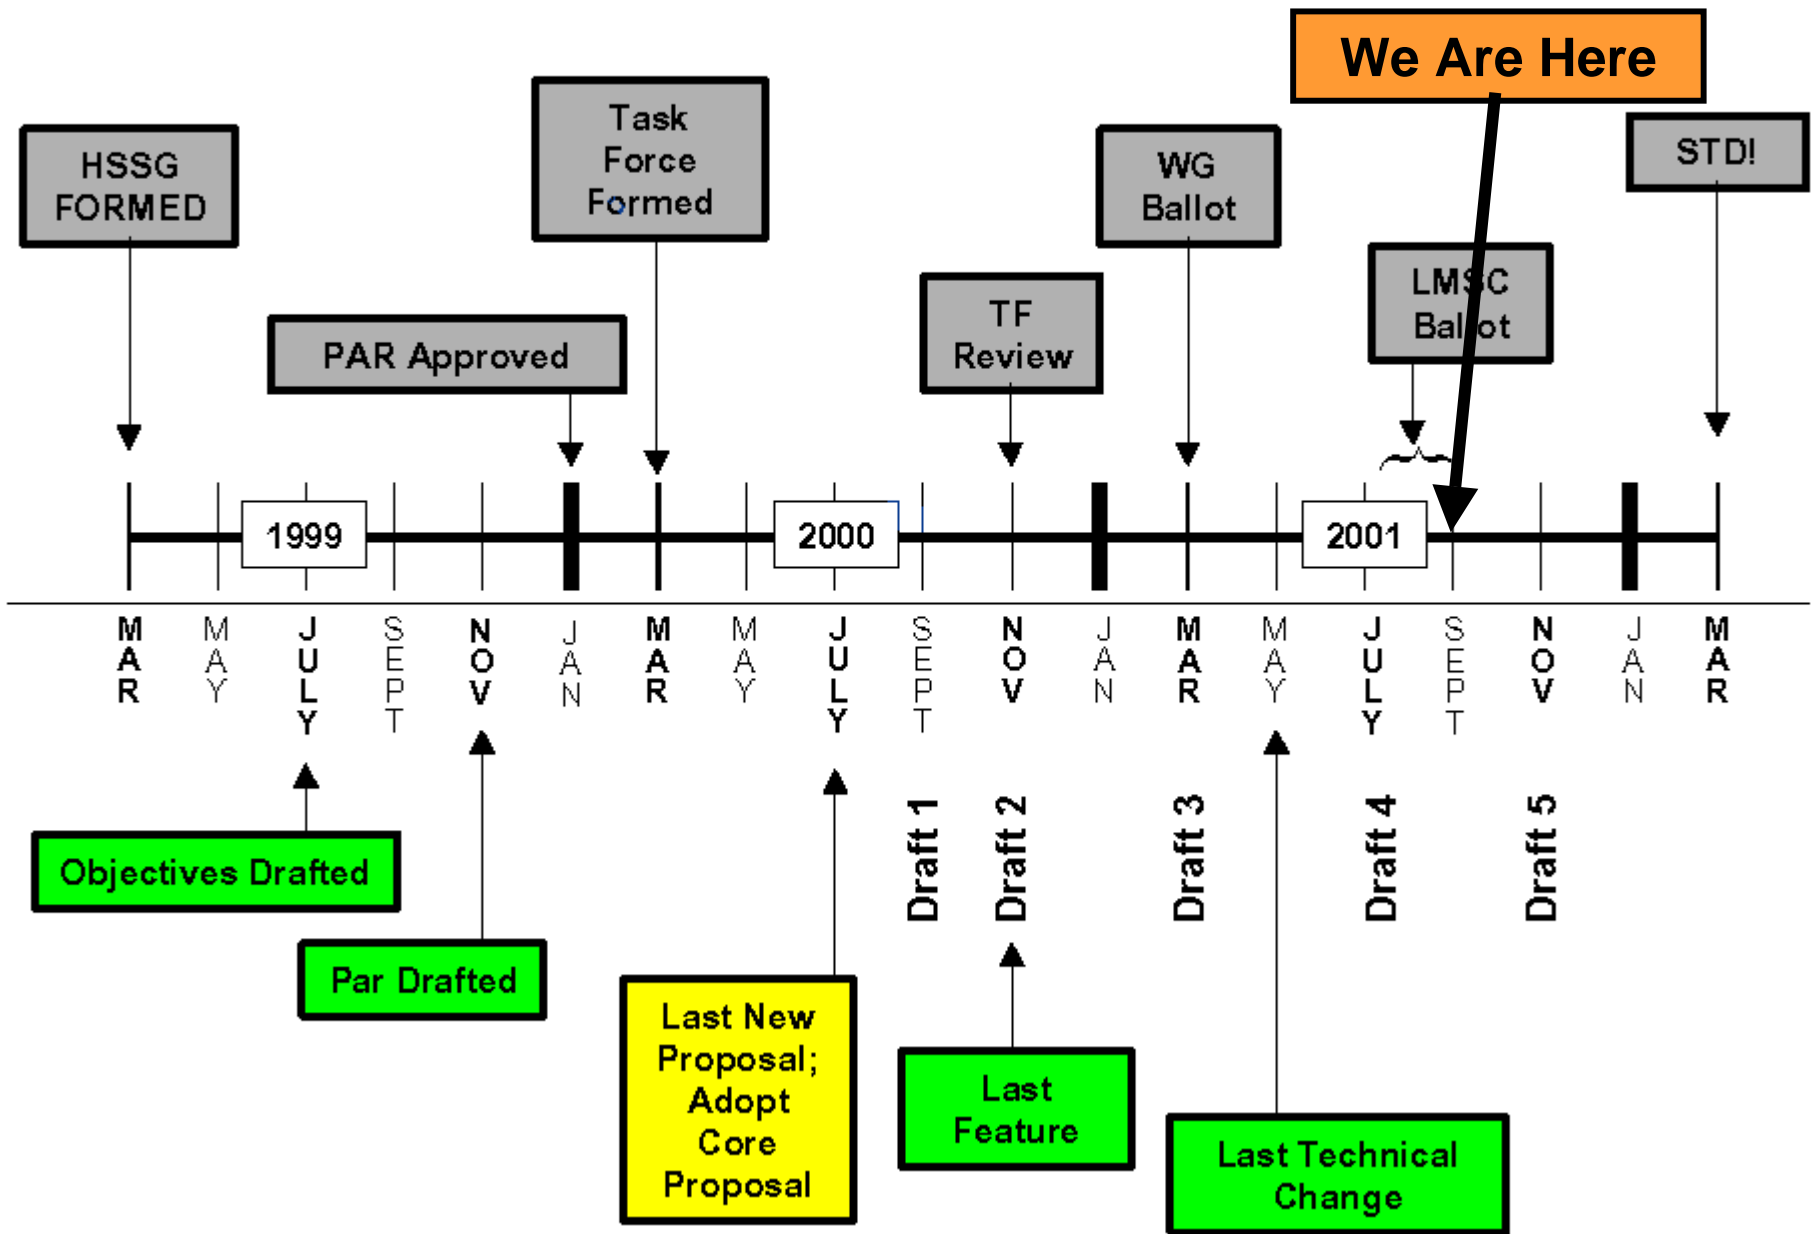 We Are Here
HSSG
FORMED
Task
Force
Formed
WG
Ballot
STD!
PAR Approved
TF
Review
LMSC
Ballot
1999
2000
2001
MAR
MAY
JULY
SEPT
NOV
JAN
MAR
MAY
JULY
SEPT
NOV
JAN
MAR
MAY
JULY
SEPT
NOV
JAN
MAR
Draft 1
Draft 2
Draft 3
Draft 4
Draft 5
Objectives Drafted
Par Drafted
Last New
Proposal;
Adopt
Core
Proposal
Last
Feature
Last Technical
Change